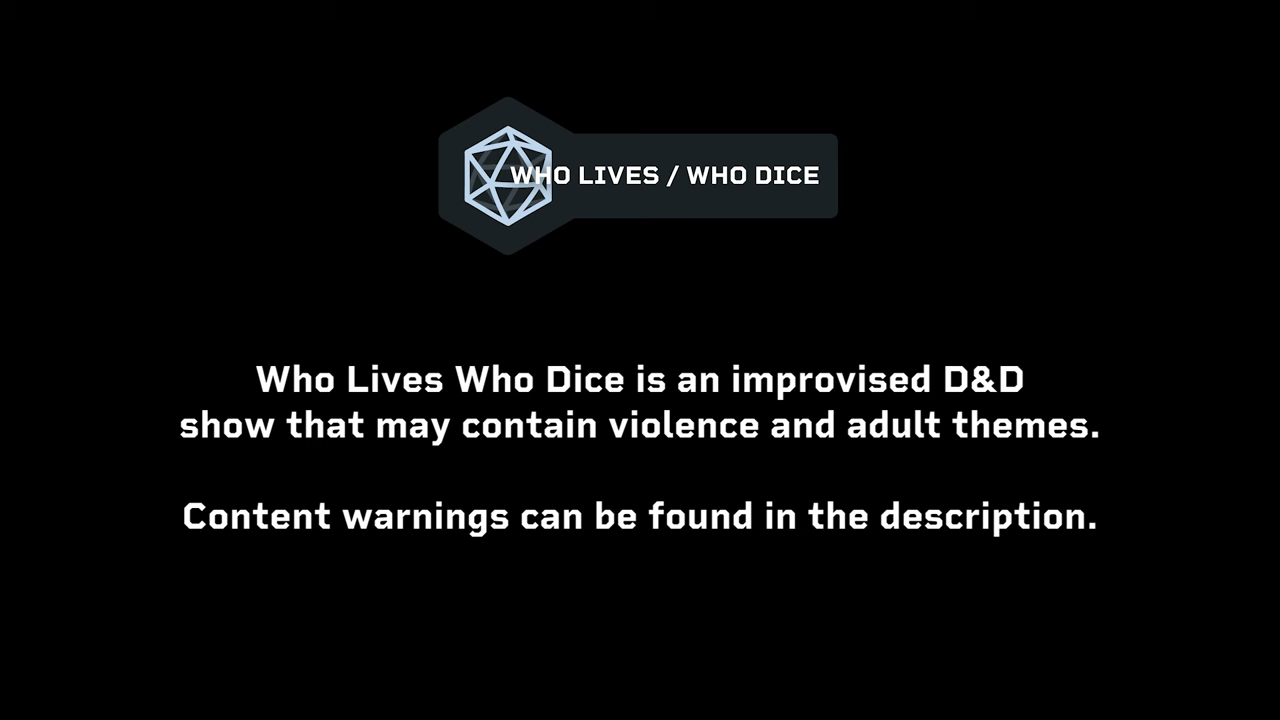 WHO LIVES / WHO DICE
Who Lives Who Dice is an improvised D&D
show that may contain violence and adult themes.
Content warnings can be found in the description.